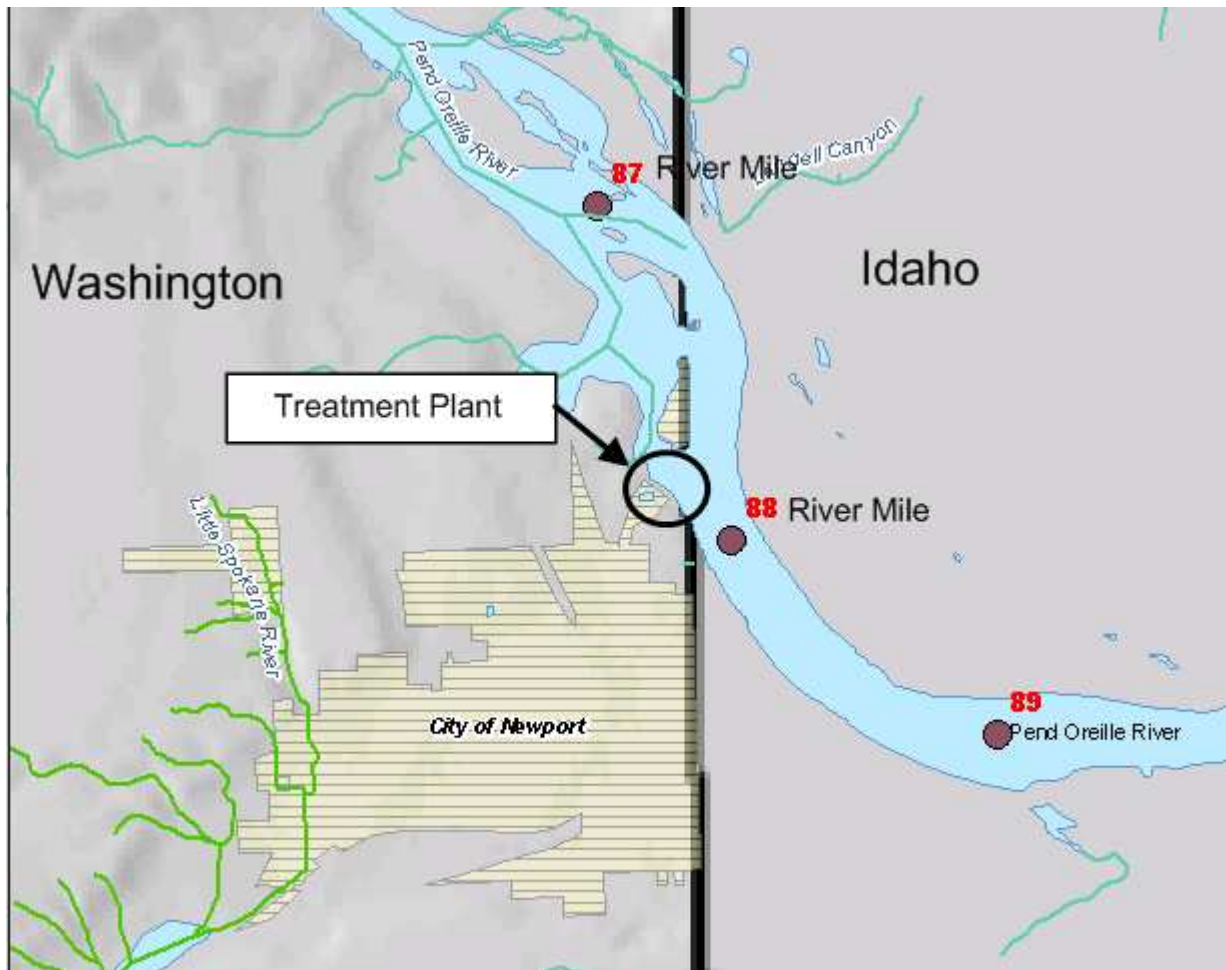 Pend Oreille River
87 River Mile
Canyon
Washington
Idaho
Treatment Plant
88 River Mile
Little Spokane River
89
City of Newport
Pend Oreille River